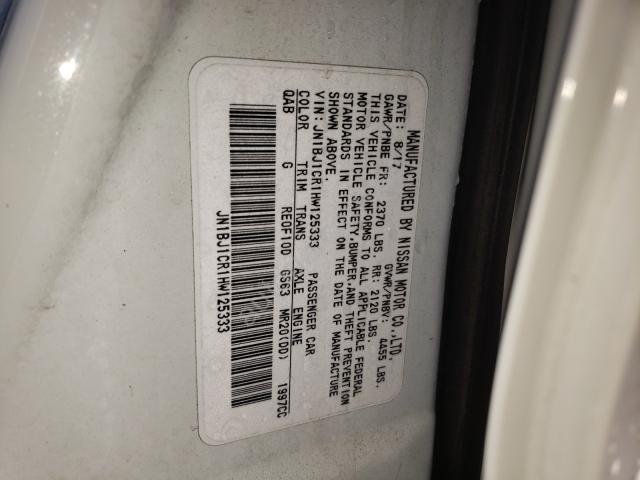 MANUFACTURED BY NISSAN MOTOR CO.,LTD.
DATE: 8/17 GVWR/PNBV: 4455 LBS.
GAWR/PNBE FR: 2370 LBS. RR: 2120 LBS.
THIS VEHICLE CONFORMS TO ALL APPLICABLE FEDERAL
MOTOR VEHICLE SAFETY,BUMPER,AND THEFT PREVENTION
STANDARDS IN EFFECT ON THE DATE OF MANUFACTURE
SHOWN ABOVE.
VIN:JN1BJ1CR1HW125333 PASSENGER CAR
COLOR TRIM TRANS AXLE ENGINE
QAB G RE0F10D GS63 MR20(DD) 1997CC
JN1BJ1CR1HW125333